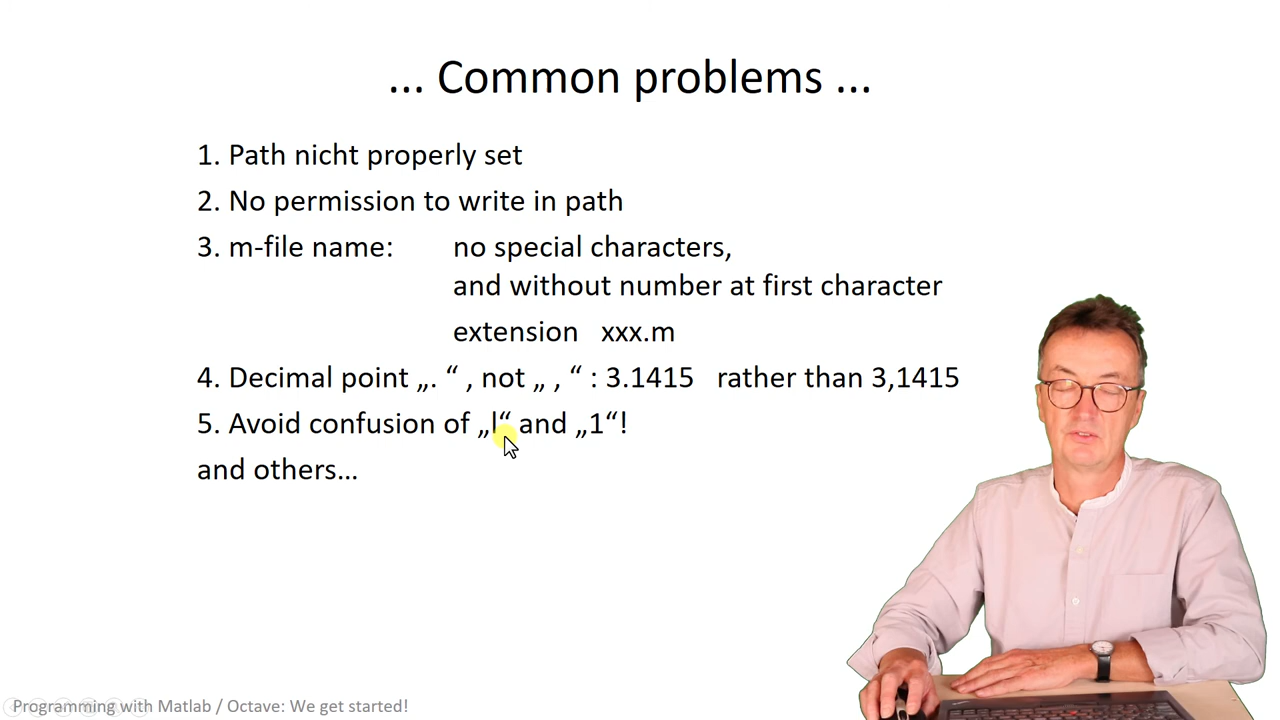 ... Common problems ...
1. Path nicht properly set
2. No permission to write in path
3. m-file name: no special characters,
and without number at first character
extension xxx.m
4. Decimal point „. “ , not „ , “ : 3.1415 rather than 3,1415
5. Avoid confusion of „l“ and „1“!
and others…
Programming with Matlab / Octave: We get started!